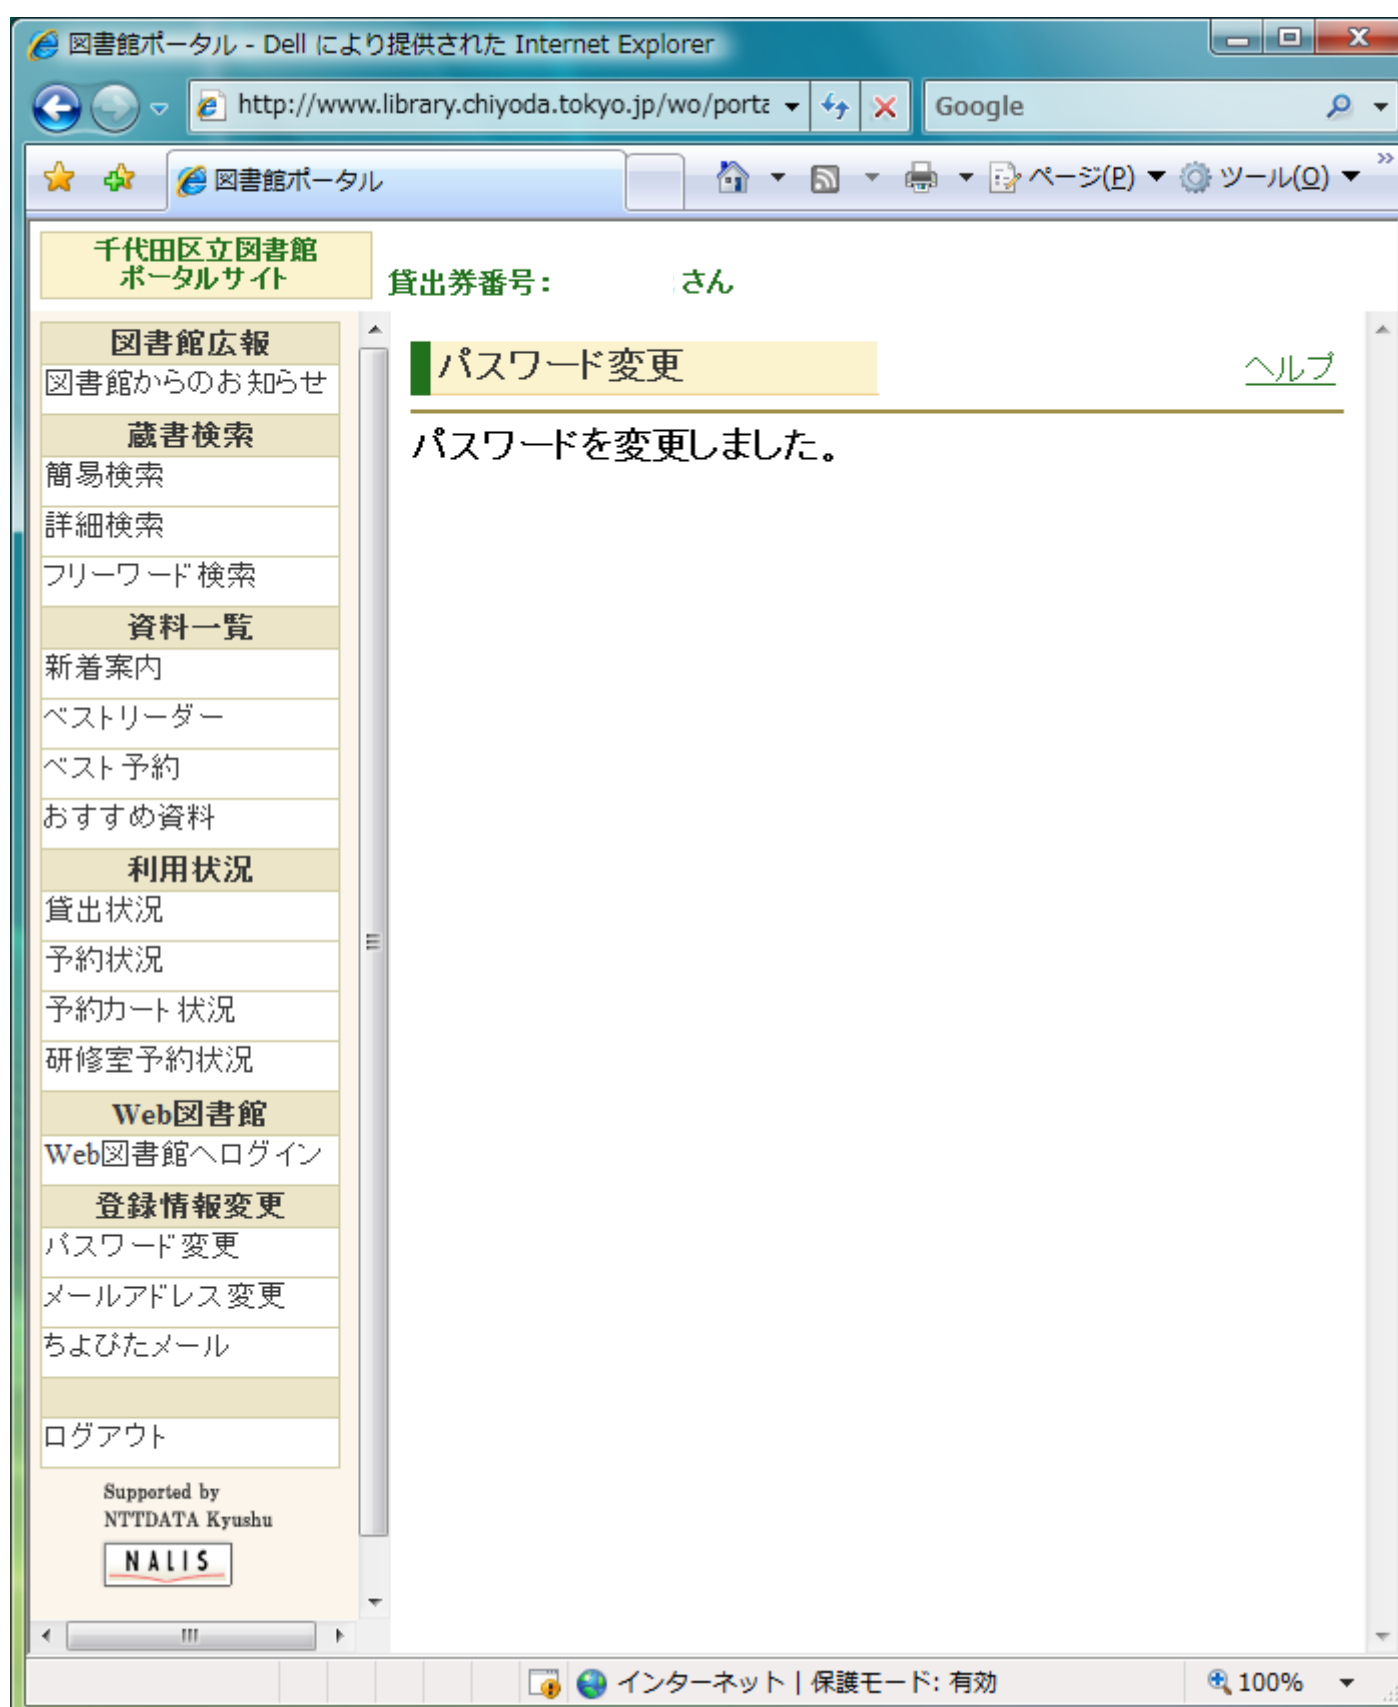 図書館ポータル - Dell により提供された Internet Explorer
http://www.library.chiyoda.tokyo.jp/wo/porta
Google
図書館ポータル
ページ(P)
ツール(O)
千代田区立図書館
ポータルサイト
貸出券番号： さん
図書館広報
図書館からのお知らせ
蔵書検索
簡易検索
詳細検索
フリーワード検索
資料一覧
新着案内
ベストリーダー
ベスト予約
おすすめ資料
利用状況
貸出状況
予約状況
予約カート状況
研修室予約状況
Web図書館
Web図書館へログイン
登録情報変更
パスワード変更
メールアドレス変更
ちよぴたメール
ログアウト
Supported by
NTTDATA Kyushu
NALIS
パスワード変更
ヘルプ
パスワードを変更しました。
インターネット | 保護モード: 有効
100%